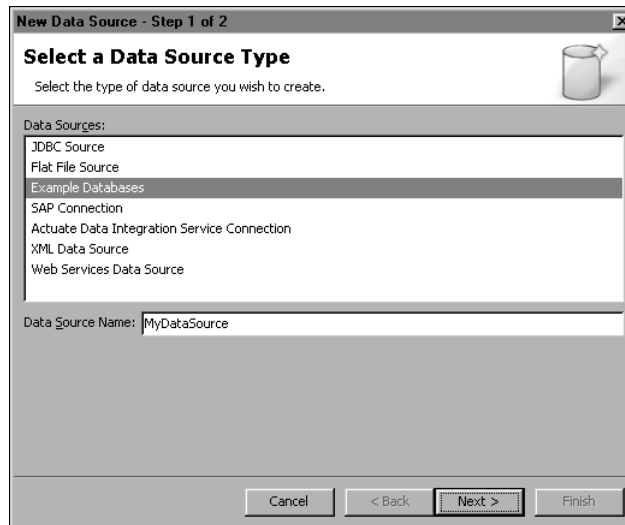 New Data Source - Step 1 of 2
Select a Data Source Type
Select the type of data source you wish to create.
Data Sources:
JDBC Source
Flat File Source
Example Databases
SAP Connection
Actuate Data Integration Service Connection
XML Data Source
Web Services Data Source
Data Source Name: MyDataSource
Cancel < Back Next > Finish